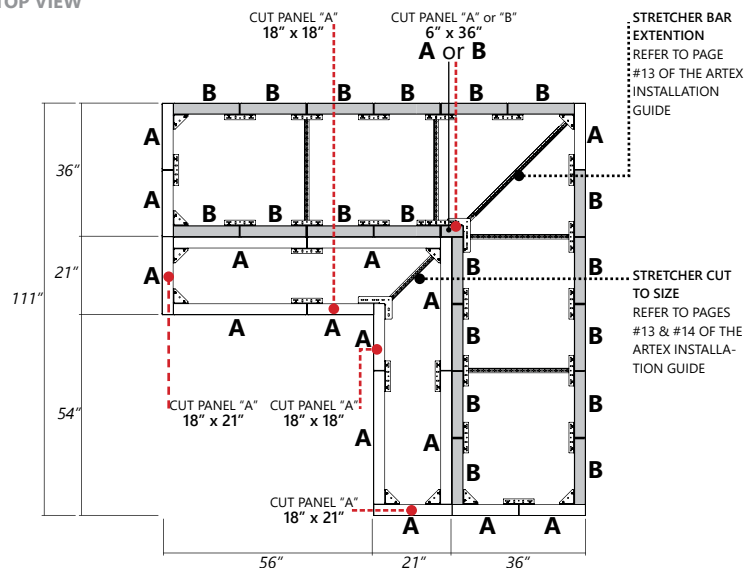 TOP VIEW
CUT PANEL “A”
18” x 18”
CUT PANEL “A” or “B”
6” x 36”
A or B
STRETCHER BAR
EXTENTION
REFER TO PAGE
#13 OF THE ARTEX
INSTALLATION
GUIDE
B B B B B B
A
A
36”
A
B
B B B B
A
A
A
21”
111”
B
B
A
STRETCHER CUT
TO SIZE
REFER TO PAGES
#13 & #14 OF THE
ARTEX INSTALLA-
TION GUIDE
A
A
A
B
B
54”
CUT PANEL “A”
18” x 21”
CUT PANEL “A”
18” x 18”
B
B
A
A
B
B
CUT PANEL “A”
18” x 21”
A
A
A
56”
21”
36”